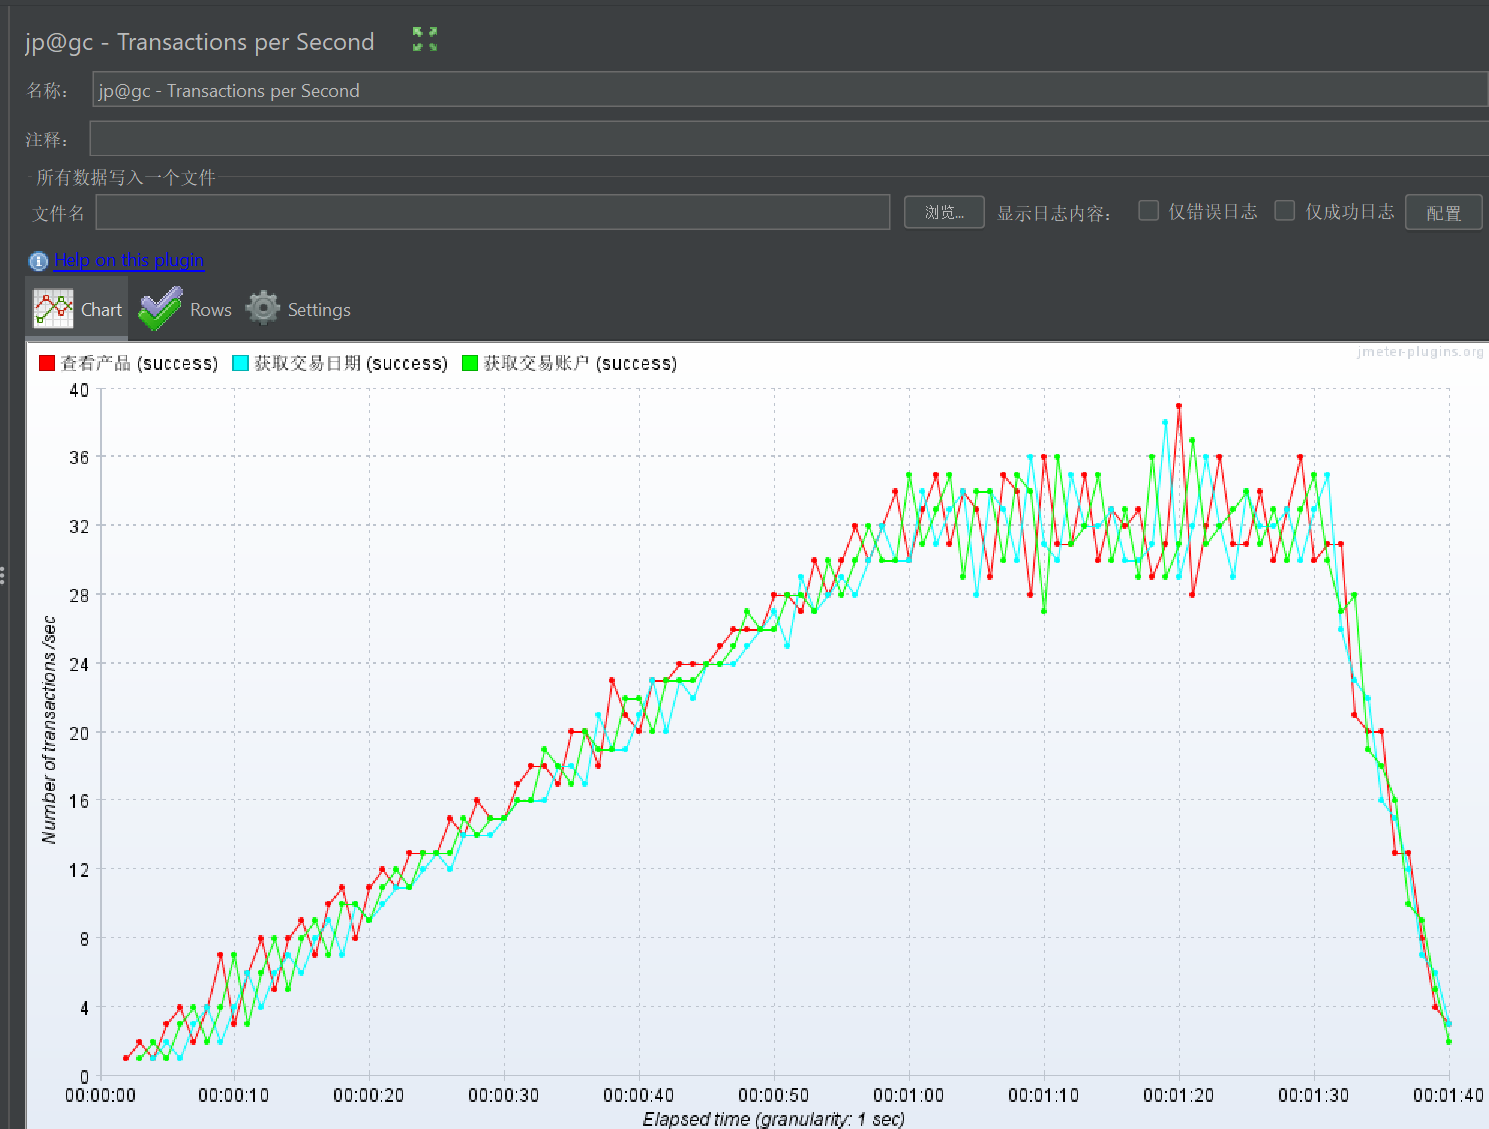 jp@gc - Transactions per Second
名称： jp@gc - Transactions per Second
注释：
所有数据写入一个文件
文件名 浏览... 显示日志内容： 仅错误日志 仅成功日志 配置
Help on this plugin
Chart Rows Settings
jmeter-plugins.org
查看产品 (success) 获取交易日期 (success) 获取交易账户 (success)
40
36
32
28
24
20
16
12
8
4
0
Number of transactions /sec
00:00:00 00:00:10 00:00:20 00:00:30 00:00:40 00:00:50 00:01:00 00:01:10 00:01:20 00:01:30 00:01:40
Elapsed time (granularity: 1 sec)